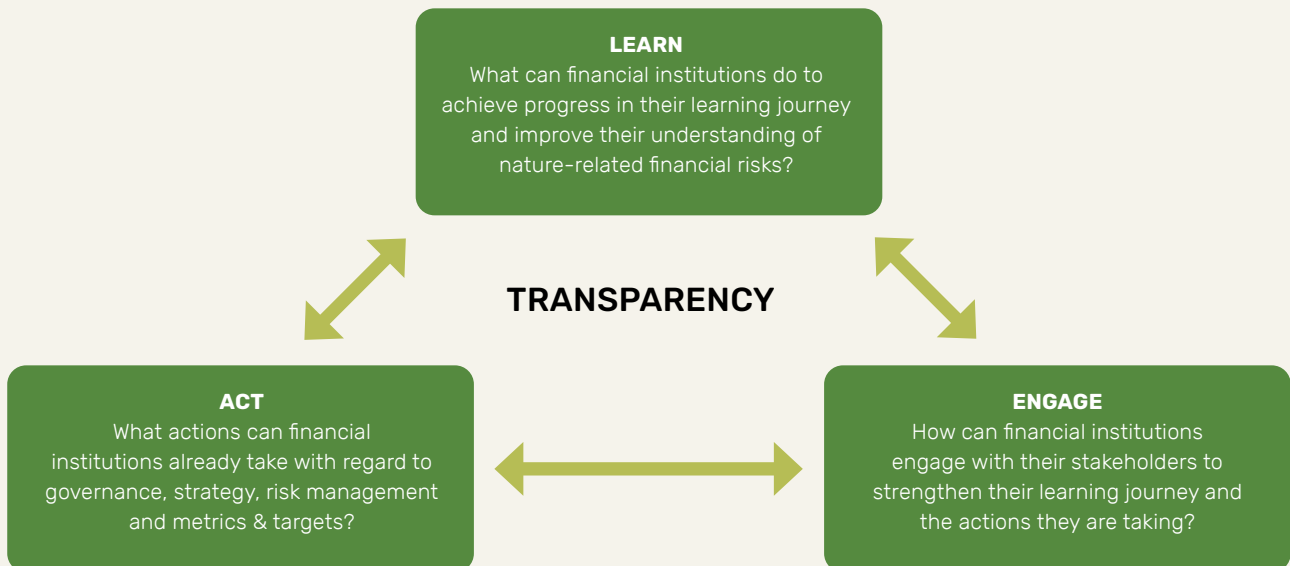 LEARN
What can financial institutions do to
achieve progress in their learning journey
and improve their understanding of
nature-related financial risks?
TRANSPARENCY
ACT
What actions can financial
institutions already take with regard to
governance, strategy, risk management
and metrics & targets?
ENGAGE
How can financial institutions
engage with their stakeholders to
strengthen their learning journey and
the actions they are taking?